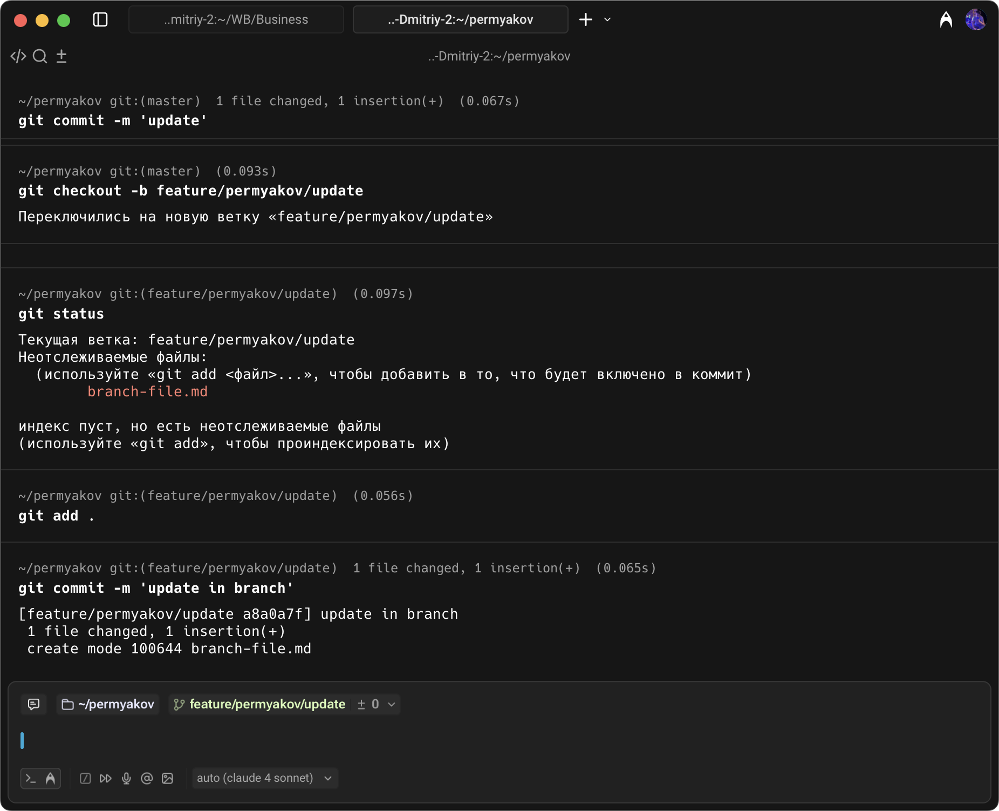 ..mitriy-2:~/WB/Business
..-Dmitriy-2:~/permyakov
..-Dmitriy-2:~/permyakov
~/permyakov git:(master)  1 file changed, 1 insertion(+)  (0.067s)
git commit -m 'update'
~/permyakov git:(master)  (0.093s)
git checkout -b feature/permyakov/update
Переключились на новую ветку «feature/permyakov/update»
~/permyakov git:(feature/permyakov/update)  (0.097s)
git status
Текущая ветка: feature/permyakov/update
Неотслеживаемые файлы:
  (используйте «git add <файл>...», чтобы добавить в то, что будет включено в коммит)
        branch-file.md
индекс пуст, но есть неотслеживаемые файлы
(используйте «git add», чтобы проиндексировать их)
~/permyakov git:(feature/permyakov/update)  (0.056s)
git add .
~/permyakov git:(feature/permyakov/update)  1 file changed, 1 insertion(+)  (0.065s)
git commit -m 'update in branch'
[feature/permyakov/update a8a0a7f] update in branch
 1 file changed, 1 insertion(+)
 create mode 100644 branch-file.md
~/permyakov feature/permyakov/update ± 0
auto (claude 4 sonnet)